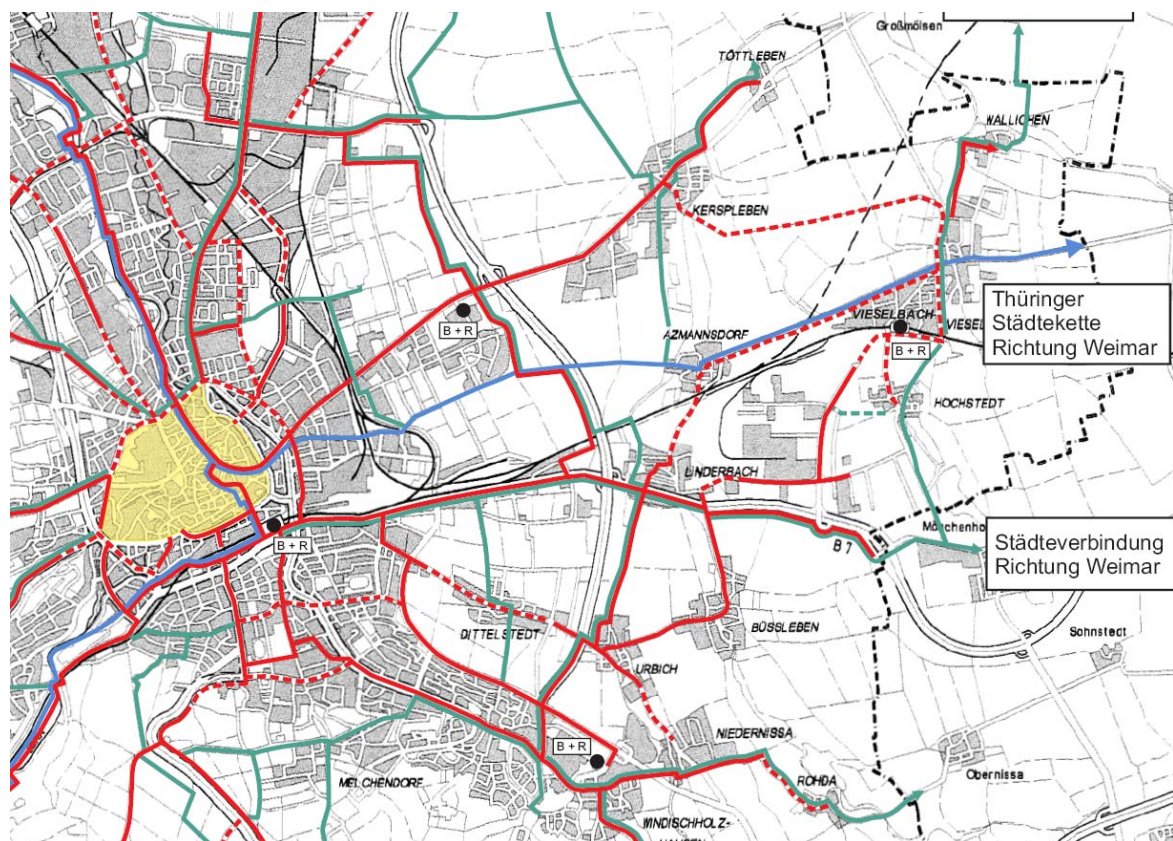 Großmölsen
TÖTTLEBEN
WALLICHEN
KERSPLEBEN
B + R
AZMANNSDORF
VIESELBACH
B + R
Thüringer
Städtekette
Richtung Weimar
HOCHSTEDT
LINDERBACH
B + R
B 7
Städteverbindung
Richtung Weimar
DITTELSTEDT
BÜSSLEBEN
Sohnstedt
URBICH
B + R
NIEDERNISSA
MELCHENDORF
ROHDA
Obernissa
WINDISCHHOLZ-